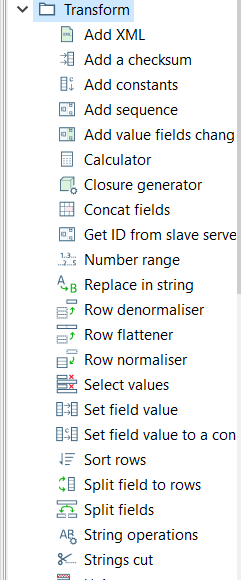 Transform
Add XML
Add a checksum
Add constants
Add sequence
Add value fields chang
Calculator
Closure generator
Concat fields
Get ID from slave serve
Number range
Replace in string
Row denormaliser
Row flattener
Row normaliser
Select values
Set field value
Set field value to a con
Sort rows
Split field to rows
Split fields
String operations
Strings cut